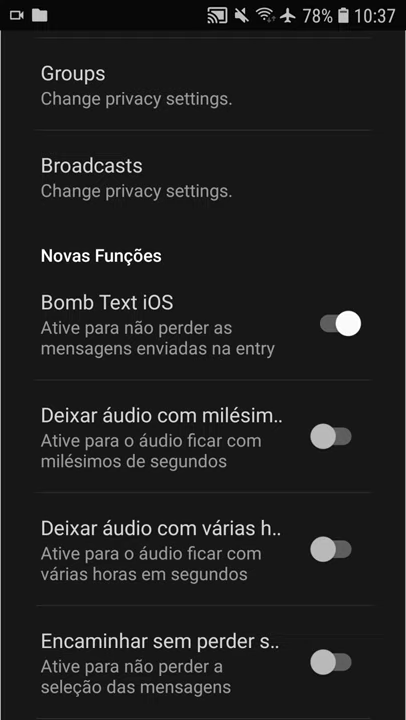 78% 10:37
Groups
Change privacy settings.
Broadcasts
Change privacy settings.
Novas Funções
Bomb Text iOS
Ative para não perder as
mensagens enviadas na entry
Deixar áudio com milésim..
Ative para o áudio ficar com
milésimos de segundos
Deixar áudio com várias h..
Ative para o áudio ficar com
várias horas em segundos
Encaminhar sem perder s..
Ative para não perder a
seleção das mensagens